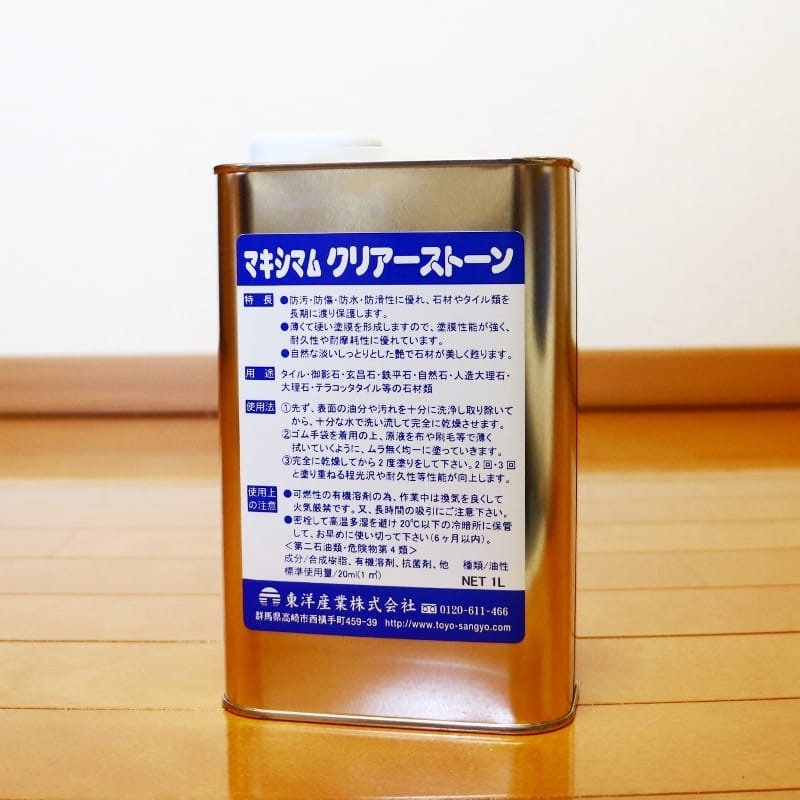 マキシマム クリアーストーン
特長 ●防汚・防傷・防水・防滑性に優れ、石材やタイル類を
長期に渡り保護します。
●薄くて硬い塗膜を形成しますので、塗膜性能が強く、
耐久性や耐摩耗性に優れています。
●自然な淡いしっとりとした艶で石材が美しく甦ります。
用途 タイル・御影石・玄昌石・鉄平石・自然石・人造大理石・
大理石・テラコッタタイル等の石材類
使用法 ①先ず、表面の油分や汚れを十分に洗浄し取り除いて
から、十分な水で洗い流して完全に乾燥させます。
②ゴム手袋を着用の上、原液を布や刷毛等で薄く
拭いていくように、ムラ無く均一に塗っていきます。
③完全に乾燥してから2度塗りをして下さい。2回・3回
と塗り重ねる程光沢や耐久性等性能が向上します。
使用上の注意 ●可燃性の有機溶剤の為、作業中は換気を良くして
火気厳禁です。又、長時間の吸引にご注意下さい。
●密栓して高温多湿を避け20℃以下の冷暗所に保管
して、お早めに使い切って下さい(6ヶ月以内)。
<第二石油類・危険物第4類>
成分/合成樹脂、有機溶剤、抗菌剤、他 種類/油性
標準使用量/20ml(1㎡) NET 1L
東洋産業株式会社 0120-611-466
群馬県高崎市西横手町459-39 http://www.toyo-sangyo.com